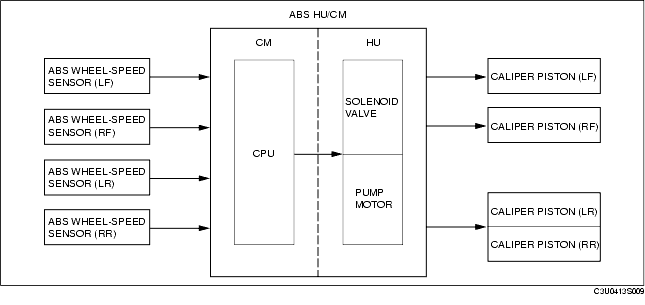 ABS HU/CM
CM
HU
ABS WHEEL-SPEED
SENSOR (LF)
ABS WHEEL-SPEED
SENSOR (RF)
ABS WHEEL-SPEED
SENSOR (LR)
ABS WHEEL-SPEED
SENSOR (RR)
CPU
SOLENOID
VALVE
PUMP
MOTOR
CALIPER PISTON (LF)
CALIPER PISTON (RF)
CALIPER PISTON (LR)
CALIPER PISTON (RR)
C3U0413S009